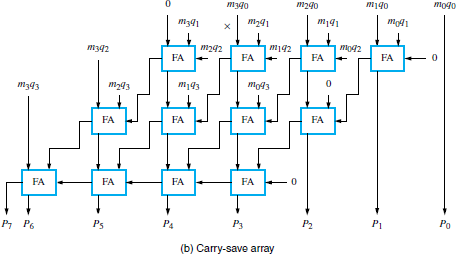 0 m3q0 m2q0 m1q0 m0q0
m3q1 × m2q1 m1q1 m0q1
m3q2 m2q2 m1q2 m0q2
FA FA FA FA 0
m3q3 m2q3 m1q3 m0q3 0
FA FA FA FA
FA FA FA FA 0
P7 P6 P5 P4 P3 P2 P1 P0
(b) Carry-save array